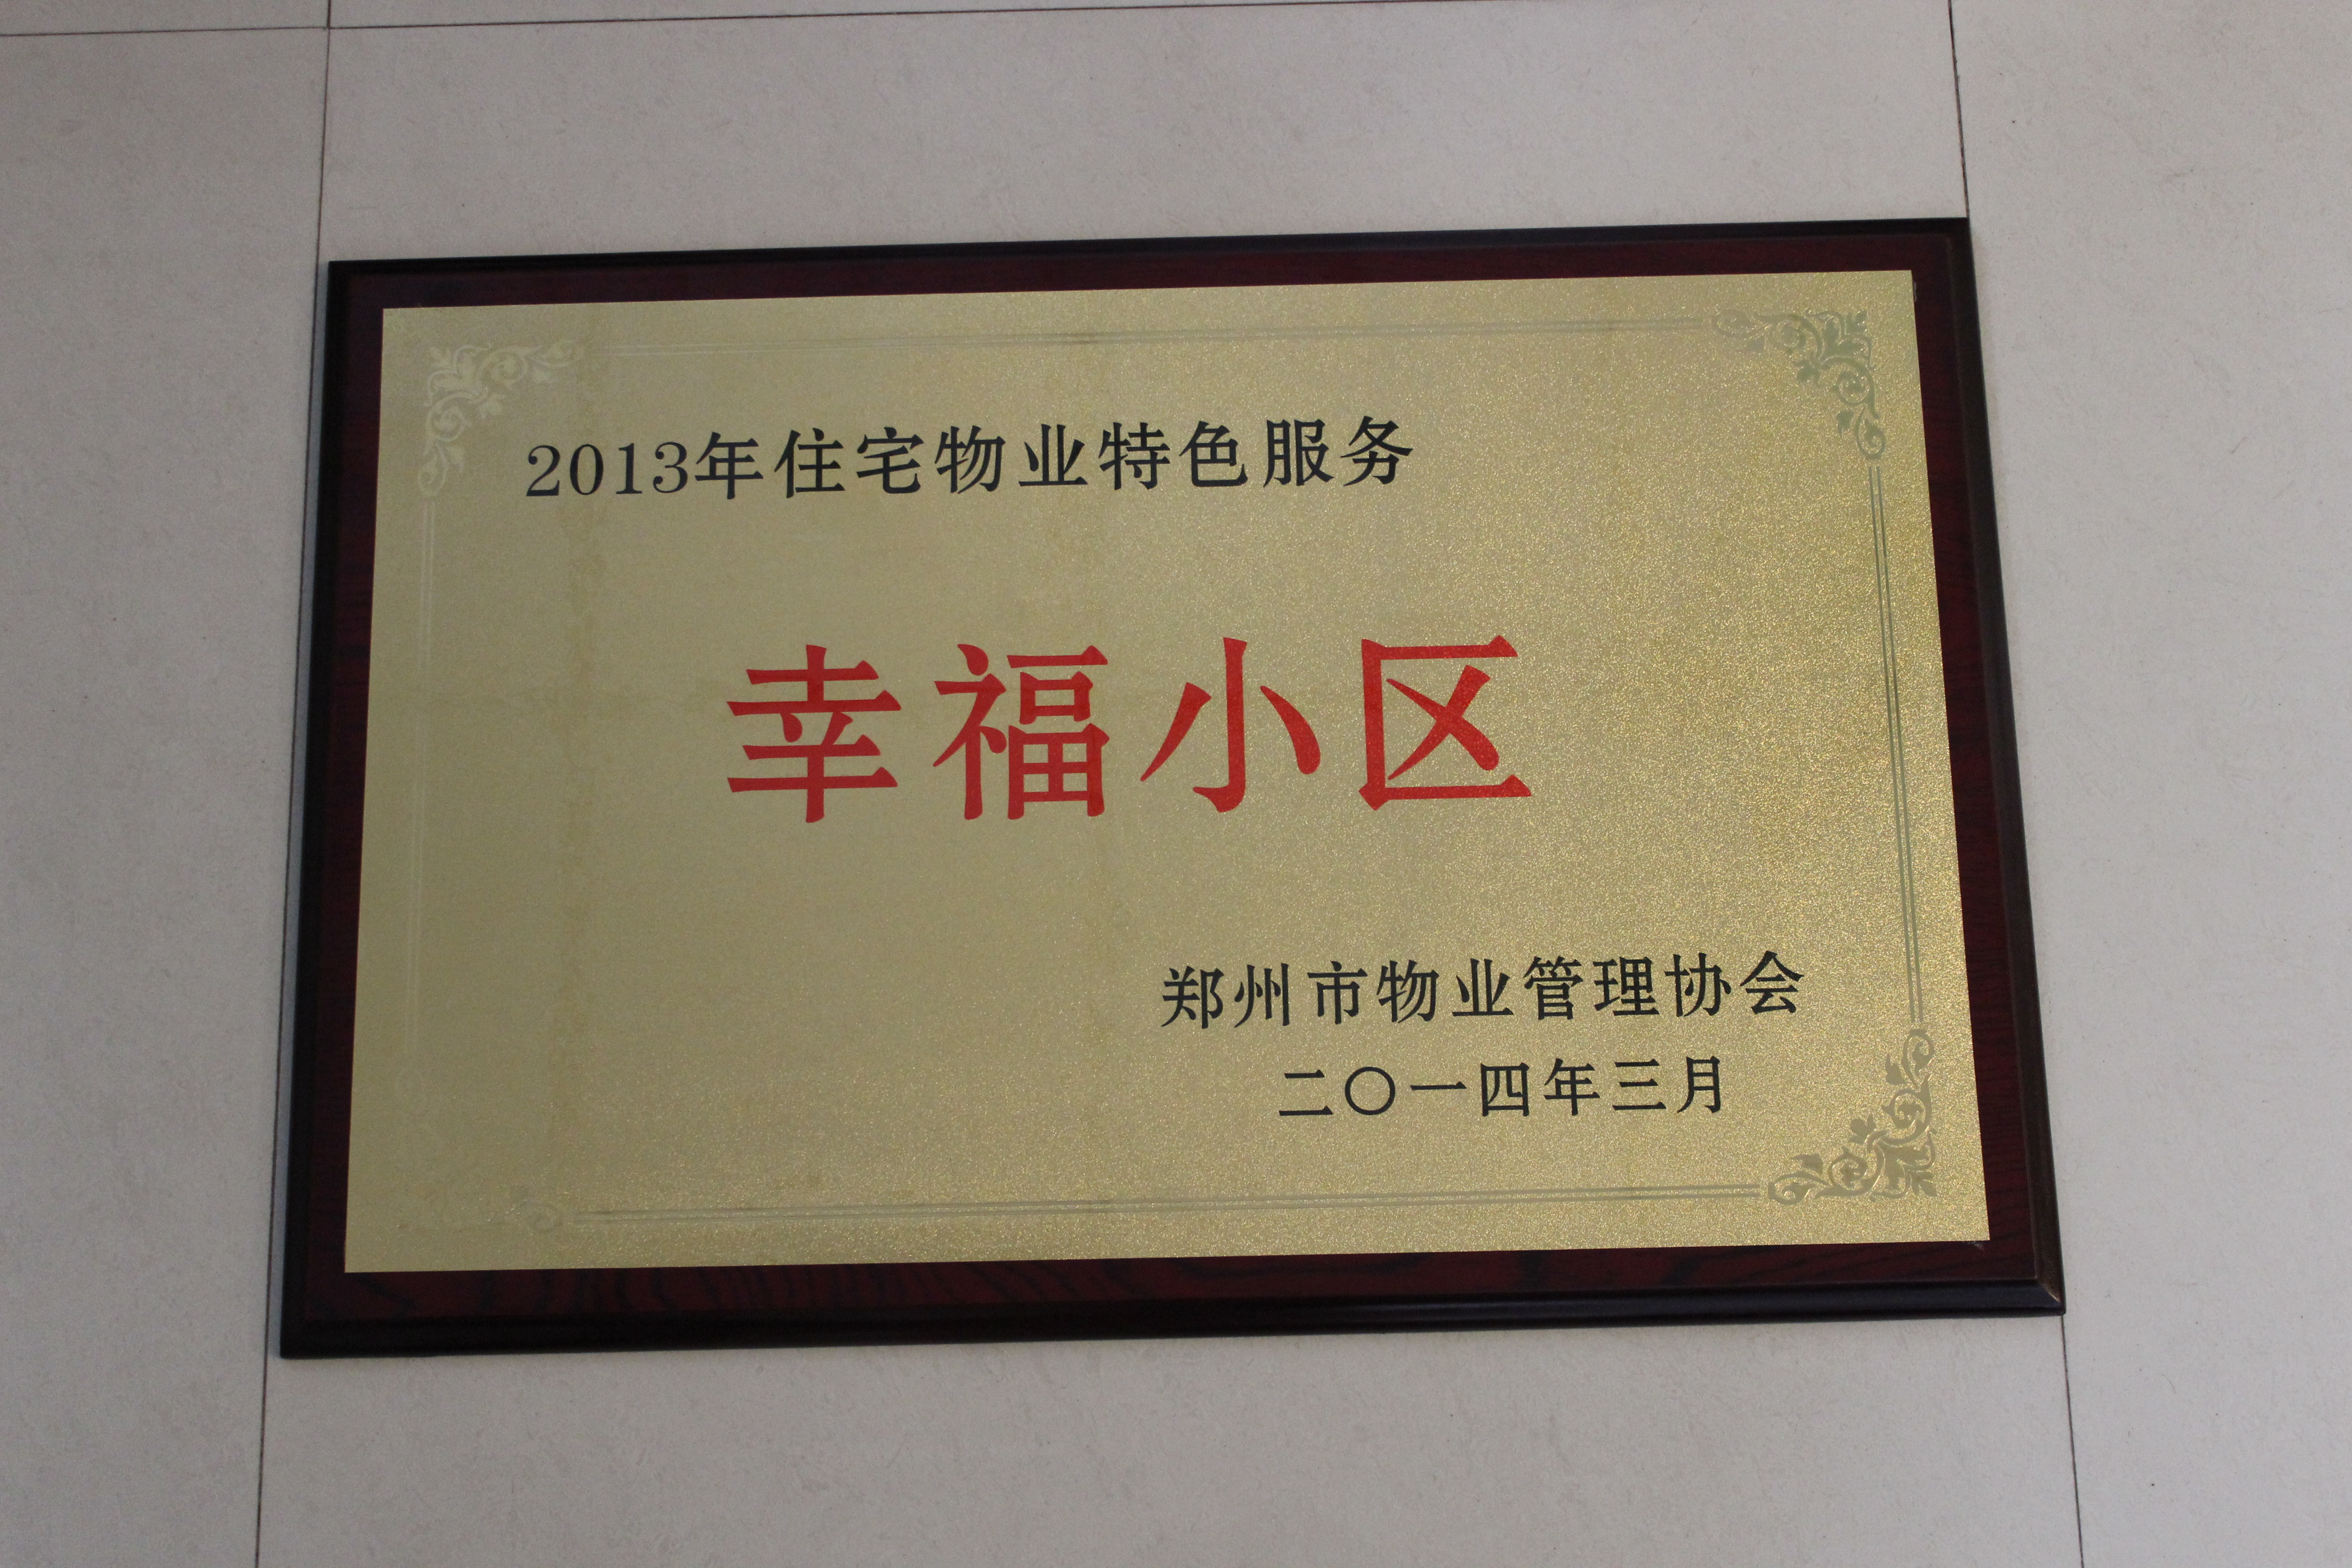 2013年住宅物业特色服务
幸福小区
郑州市物业管理协会
二〇一四年三月